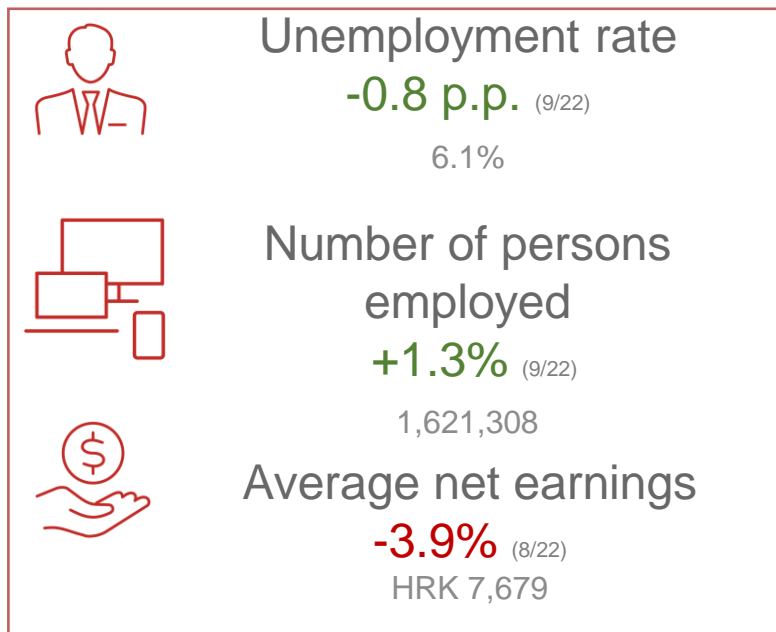 Unemployment rate
-0.8 p.p. (9/22)
6.1%
Number of persons
employed
+1.3% (9/22)
1,621,308
$
Average net earnings
-3.9% (8/22)
HRK 7,679